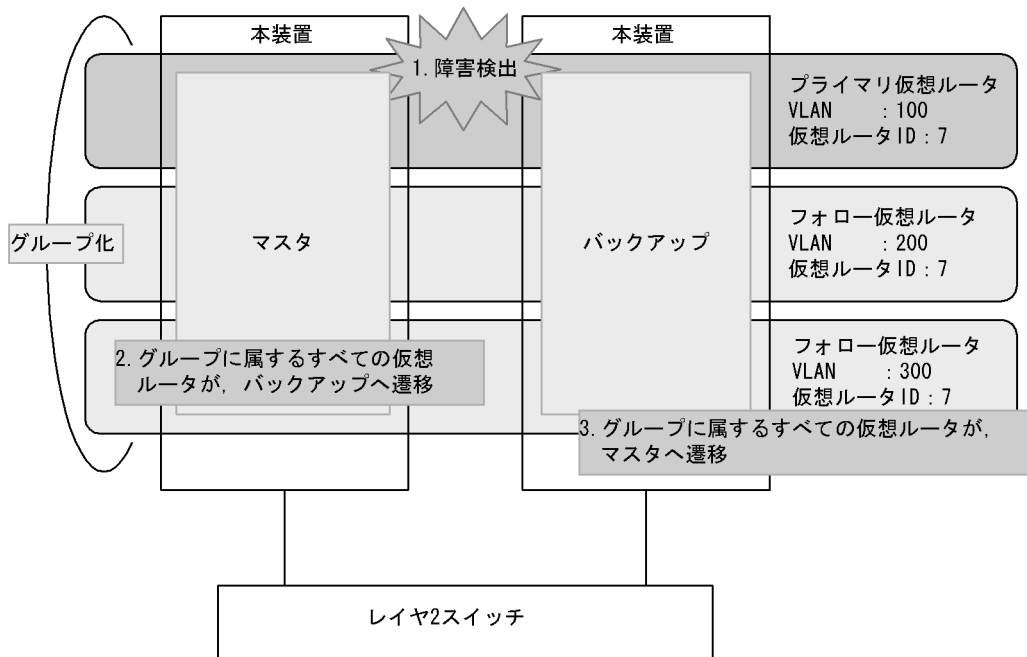 本装置
本装置
1. 障害検出
プライマリ仮想ルータ
VLAN　　：100
仮想ルータID：7
グループ化
マスタ
バックアップ
フォロー仮想ルータ
VLAN　　：200
仮想ルータID：7
2. グループに属するすべての仮想
ルータが，バックアップへ遷移
フォロー仮想ルータ
VLAN　　：300
仮想ルータID：7
3. グループに属するすべての仮想ルータが，
マスタへ遷移
レイヤ2スイッチ